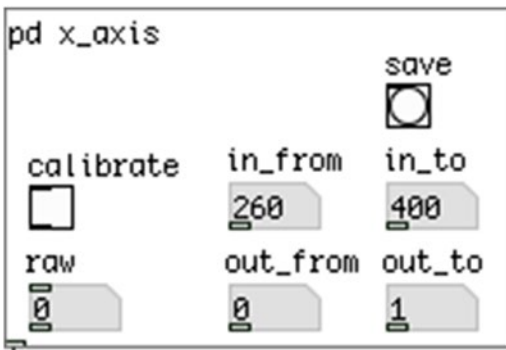 pd x_axis
save
calibrate in_from in_to
260 400
raw out_from out_to
0 0 1